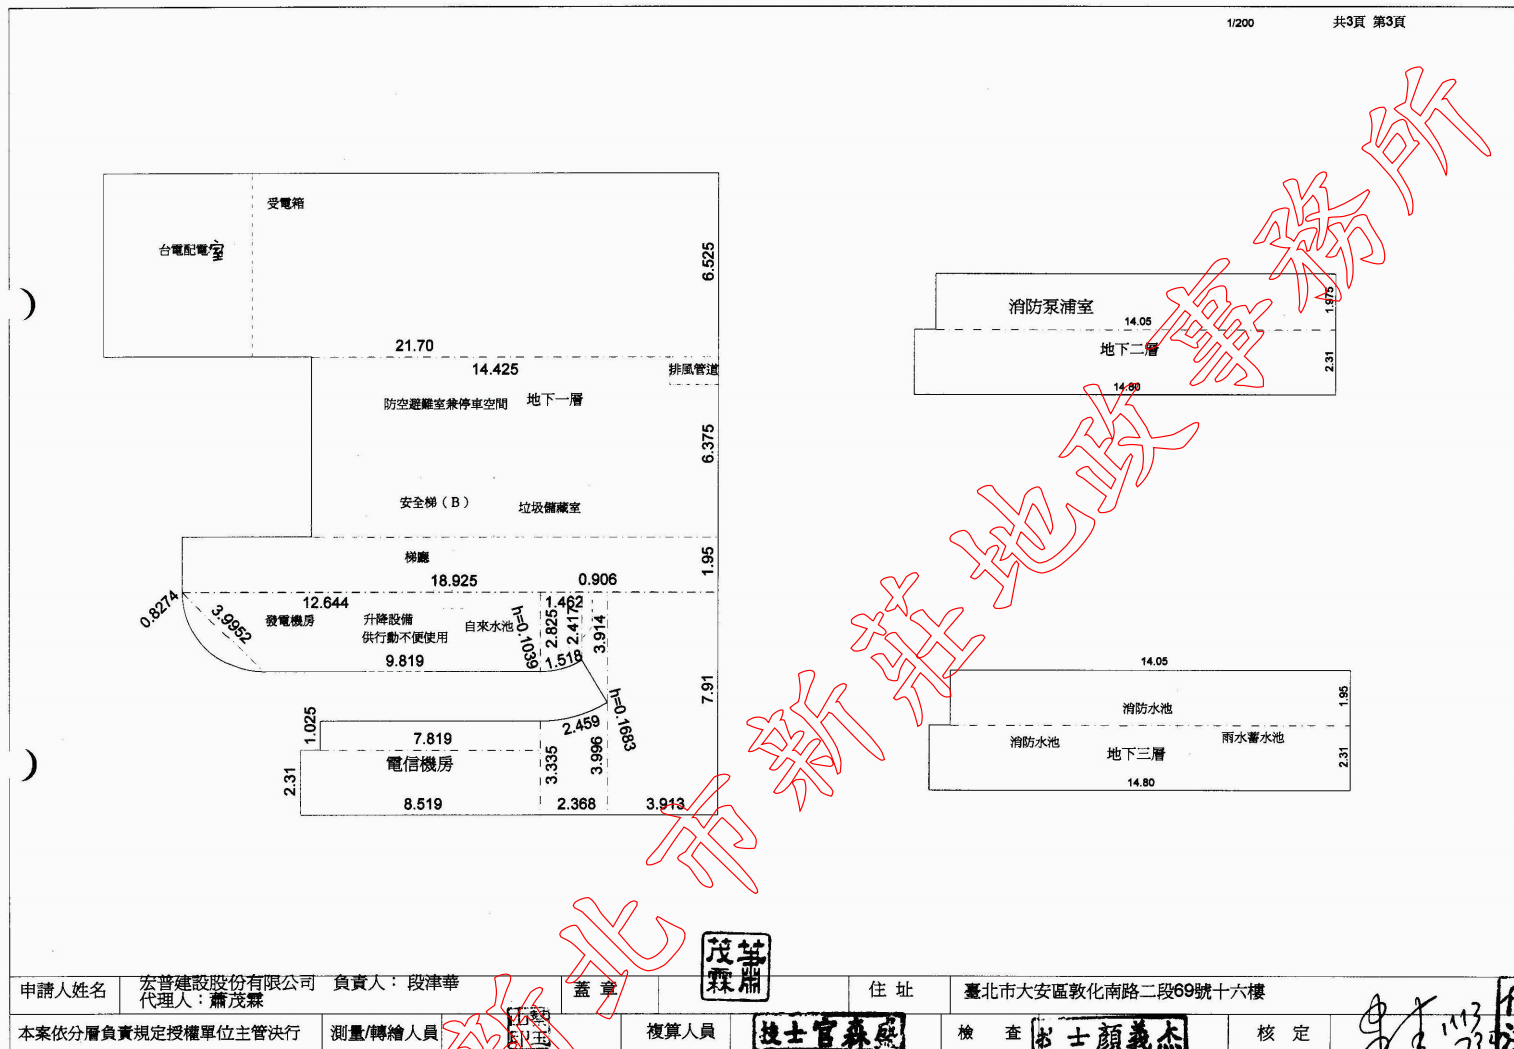 1/200 共3頁 第3頁
受電箱
台電配電室
6.525
21.70
14.425
排風管道
防空避難室兼停車空間 地下一層
6.375
安全梯（B） 垃圾儲藏室
梯廳
1.95
18.925 0.906
0.8274
3.9952
12.644
1.462
發電機房
升降設備
供行動不便使用
自來水池
h=0.1039
2.825
2.417
3.914
9.819
1.518
7.91
h=0.1683
1.025
7.819
2.459
電信機房
3.335
3.996
2.31
8.519
2.368
3.913
消防泵浦室
1.975
14.05
地下二層
2.31
14.80
14.05
消防水池
1.95
消防水池
地下三層
雨水蓄水池
2.31
14.80
新北市新莊地政事務所
申請人姓名
宏普建設股份有限公司 負責人：段津華
代理人：蕭茂霖
蓋章
蕭茂霖
住址
臺北市大安區敦化南路二段69號十六樓
本案依分層負責規定授權單位主管決行
測量/轉繪人員
複算人員
檢查
核定